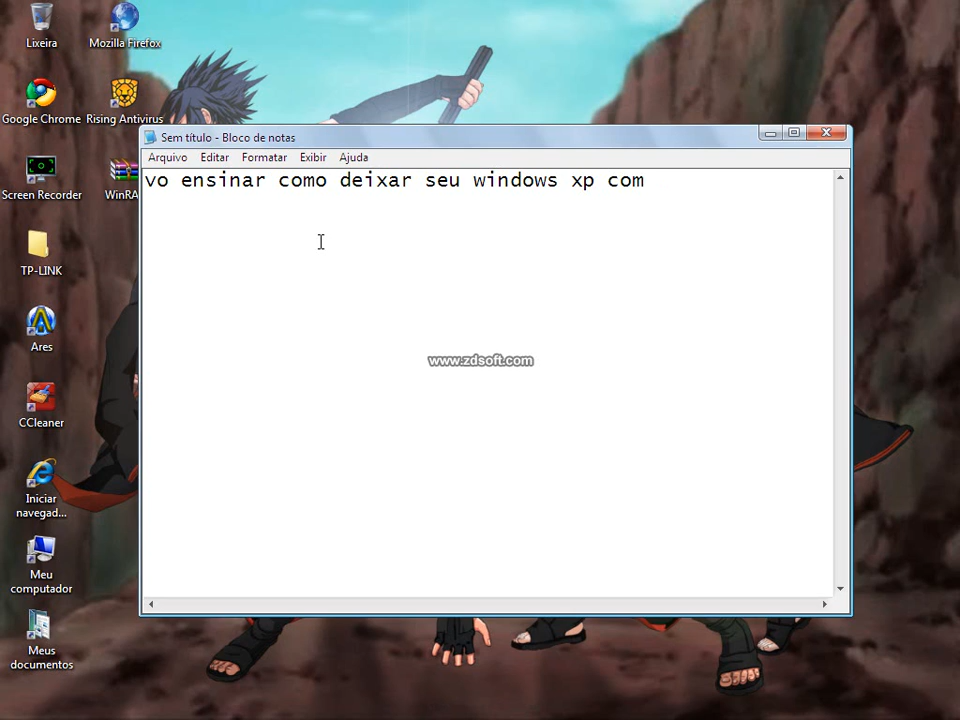 Lixeira
Mozilla Firefox
Google Chrome
Rising Antivirus
Screen Recorder
WinRA
TP-LINK
Ares
CCleaner
Iniciar
navegad...
Meu
computador
Meus
documentos
Sem título - Bloco de notas
Arquivo Editar Formatar Exibir Ajuda
vo ensinar como deixar seu windows xp com
www.zdsoft.com